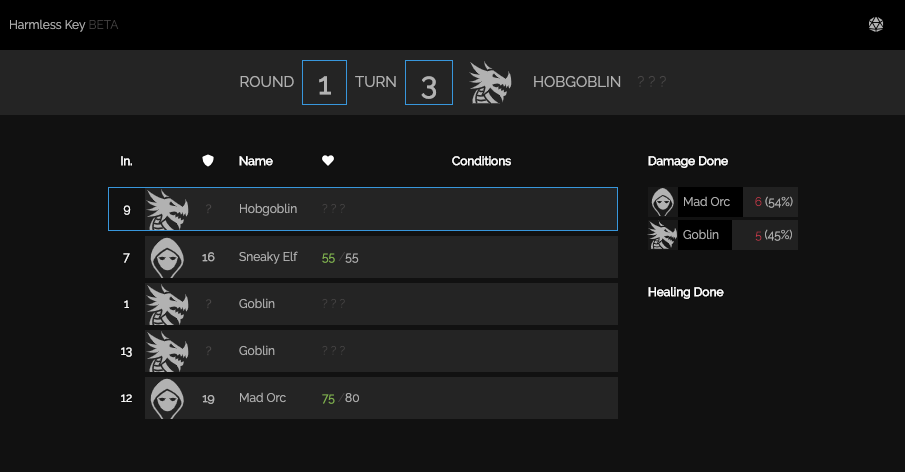 Harmless Key BETA
ROUND 1 TURN 3 HOBGOBLIN ? ? ?
In. Name Conditions
9 ? Hobgoblin ? ? ?
7 16 Sneaky Elf 55 / 55
1 ? Goblin ? ? ?
13 ? Goblin ? ? ?
12 19 Mad Orc 75 / 80
Damage Done
Mad Orc 6 (54%)
Goblin 5 (45%)
Healing Done